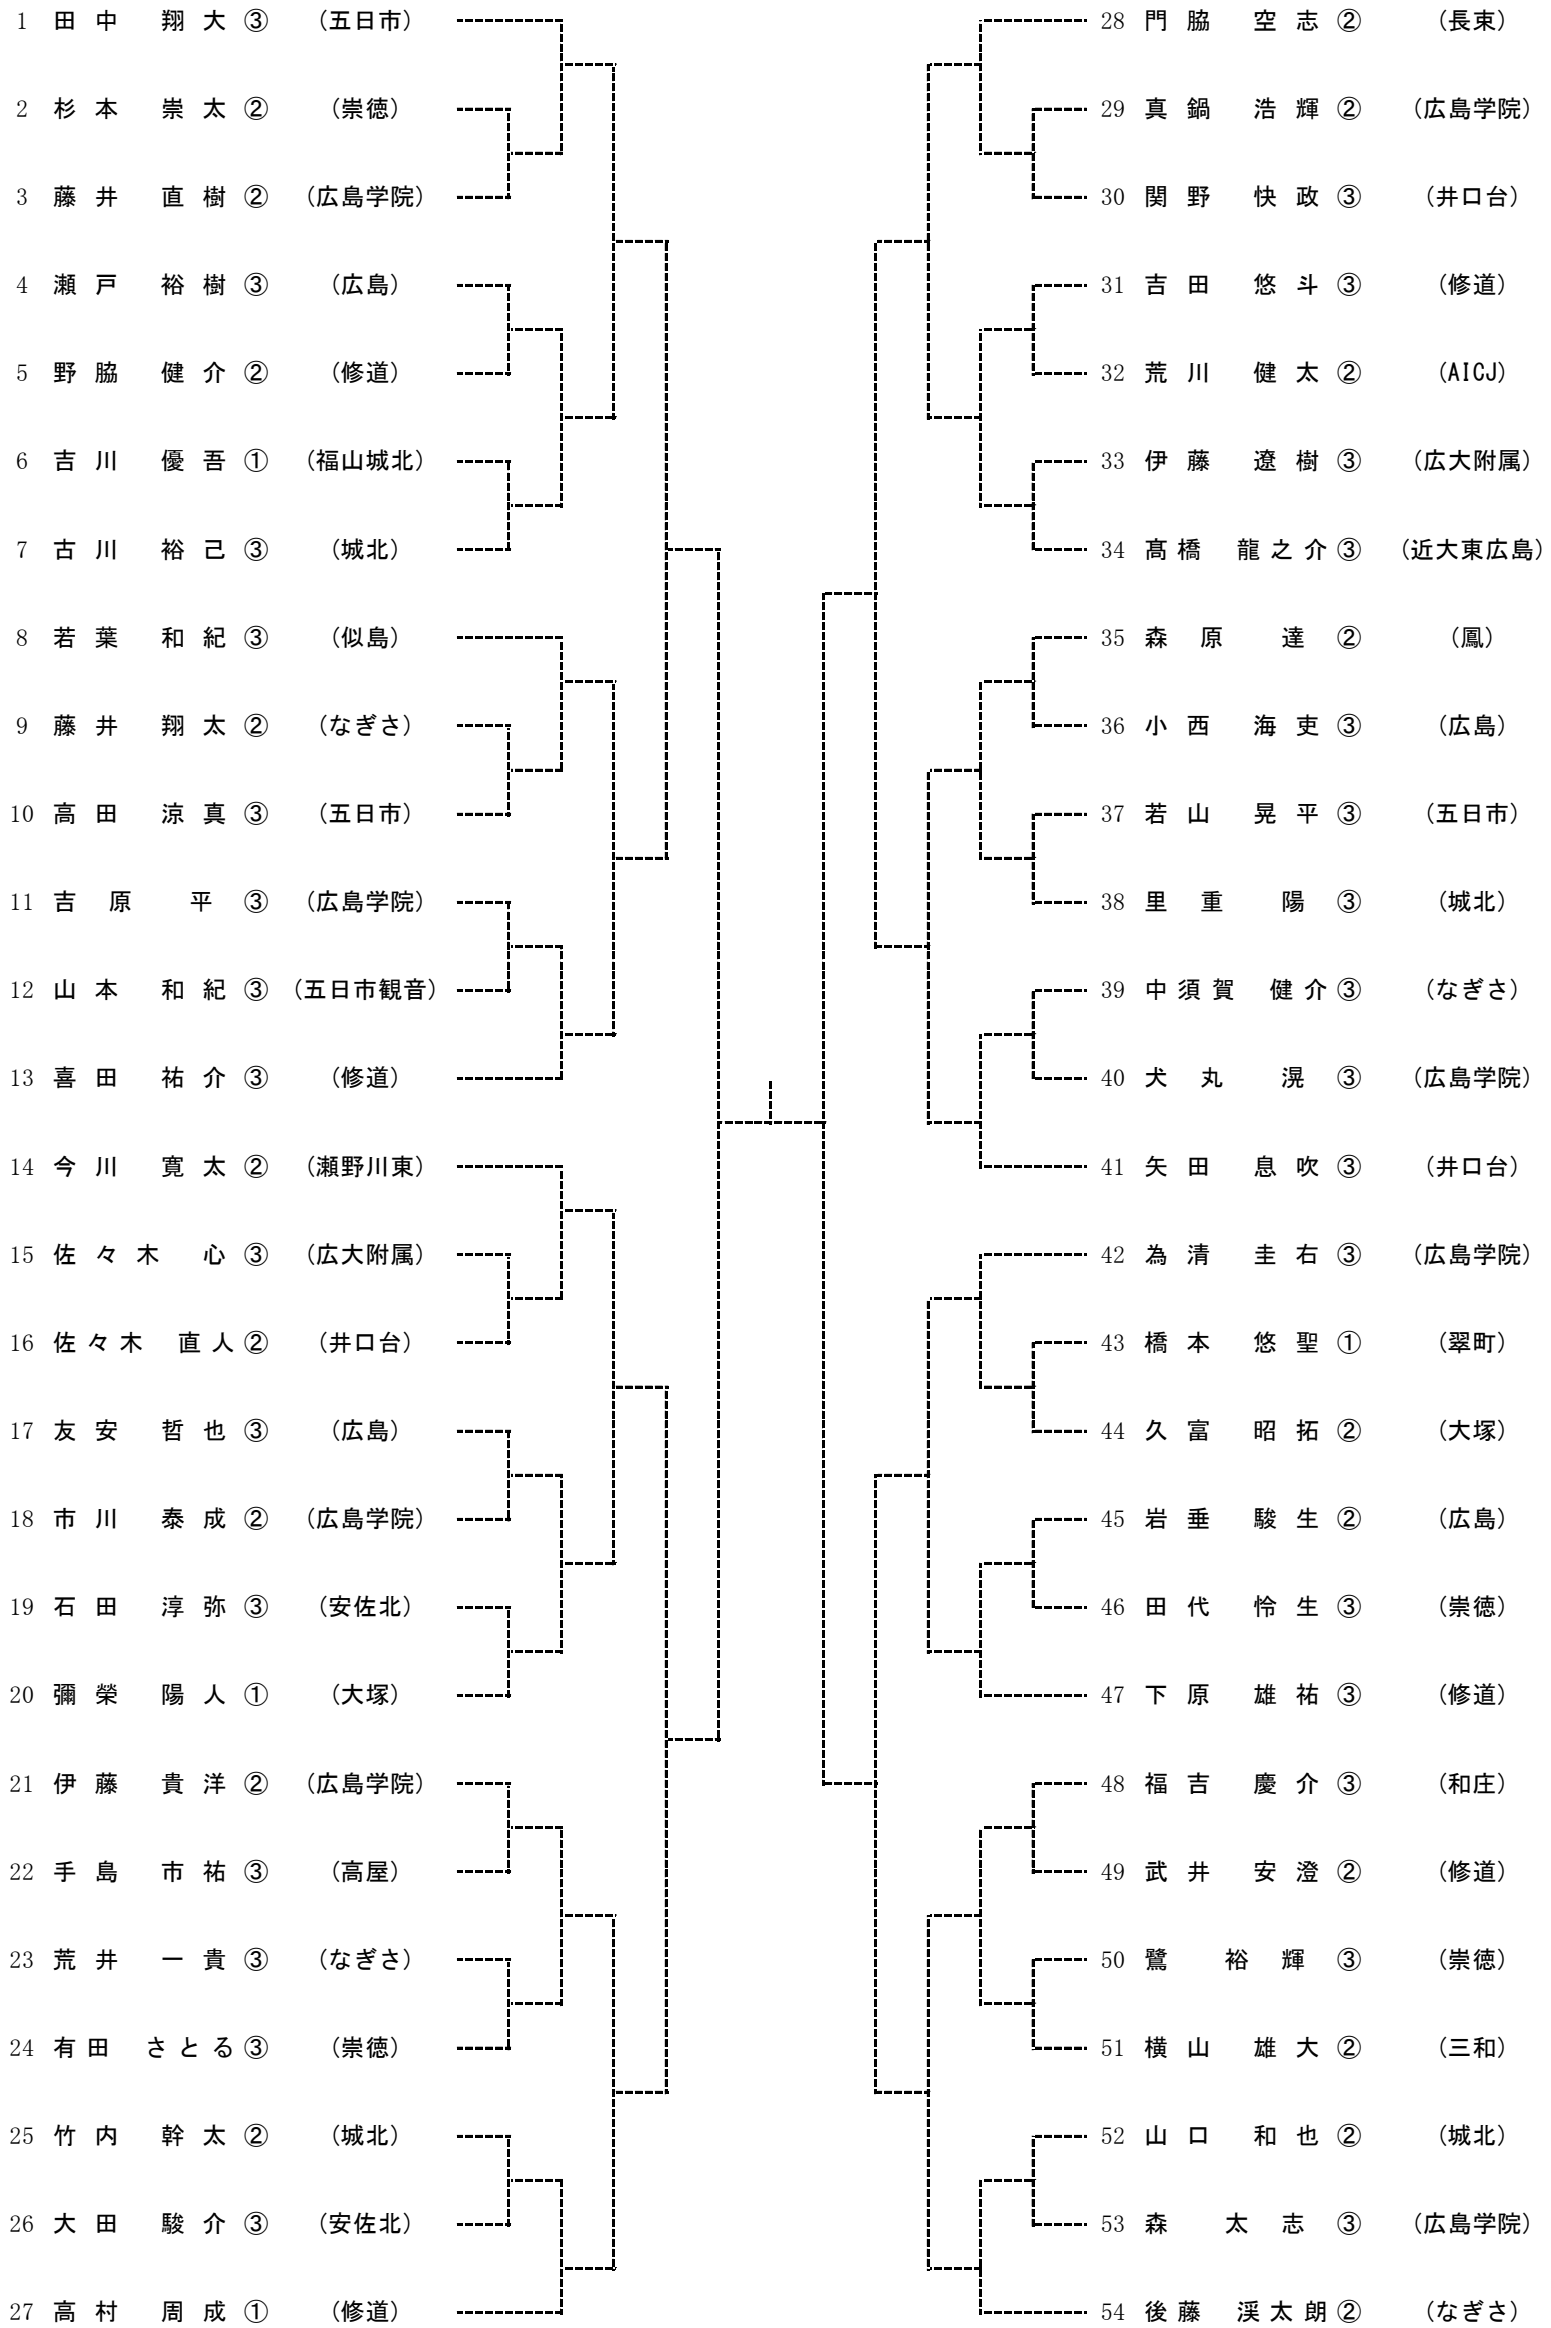 1 田中 翔大 ③ (五日市)
2 杉本 崇太 ② (崇徳)
3 藤井 直樹 ② (広島学院)
4 瀬戸 裕樹 ③ (広島)
5 野脇 健介 ② (修道)
6 吉川 優吾 ① (福山城北)
7 古川 裕己 ③ (城北)
8 若葉 和紀 ③ (似島)
9 藤井 翔太 ② (なぎさ)
10 高田 涼真 ③ (五日市)
11 吉原 平 ③ (広島学院)
12 山本 和紀 ③ (五日市観音)
13 喜田 祐介 ③ (修道)
14 今川 寛太 ② (瀬野川東)
15 佐々木 心 ③ (広大附属)
16 佐々木 直人 ② (井口台)
17 友安 哲也 ③ (広島)
18 市川 泰成 ② (広島学院)
19 石田 淳弥 ③ (安佐北)
20 彌榮 陽人 ① (大塚)
21 伊藤 貴洋 ② (広島学院)
22 手島 市祐 ③ (高屋)
23 荒井 一貴 ③ (なぎさ)
24 有田 さとる ③ (崇徳)
25 竹内 幹太 ② (城北)
26 大田 駿介 ③ (安佐北)
27 高村 周成 ① (修道)
28 門脇 空志 ② (長束)
29 真鍋 浩輝 ② (広島学院)
30 関野 快政 ③ (井口台)
31 吉田 悠斗 ③ (修道)
32 荒川 健太 ② (AICJ)
33 伊藤 遼樹 ③ (広大附属)
34 髙橋 龍之介 ③ (近大東広島)
35 森原 達 ② (鳳)
36 小西 海吏 ③ (広島)
37 若山 晃平 ③ (五日市)
38 里重 陽 ③ (城北)
39 中須賀 健介 ③ (なぎさ)
40 犬丸 滉 ③ (広島学院)
41 矢田 息吹 ③ (井口台)
42 為清 圭右 ③ (広島学院)
43 橋本 悠聖 ① (翠町)
44 久富 昭拓 ② (大塚)
45 岩垂 駿生 ② (広島)
46 田代 怜生 ③ (崇徳)
47 下原 雄祐 ③ (修道)
48 福吉 慶介 ③ (和庄)
49 武井 安澄 ② (修道)
50 鷺 裕輝 ③ (崇徳)
51 横山 雄大 ② (三和)
52 山口 和也 ② (城北)
53 森 太志 ③ (広島学院)
54 後藤 渓太朗 ② (なぎさ)